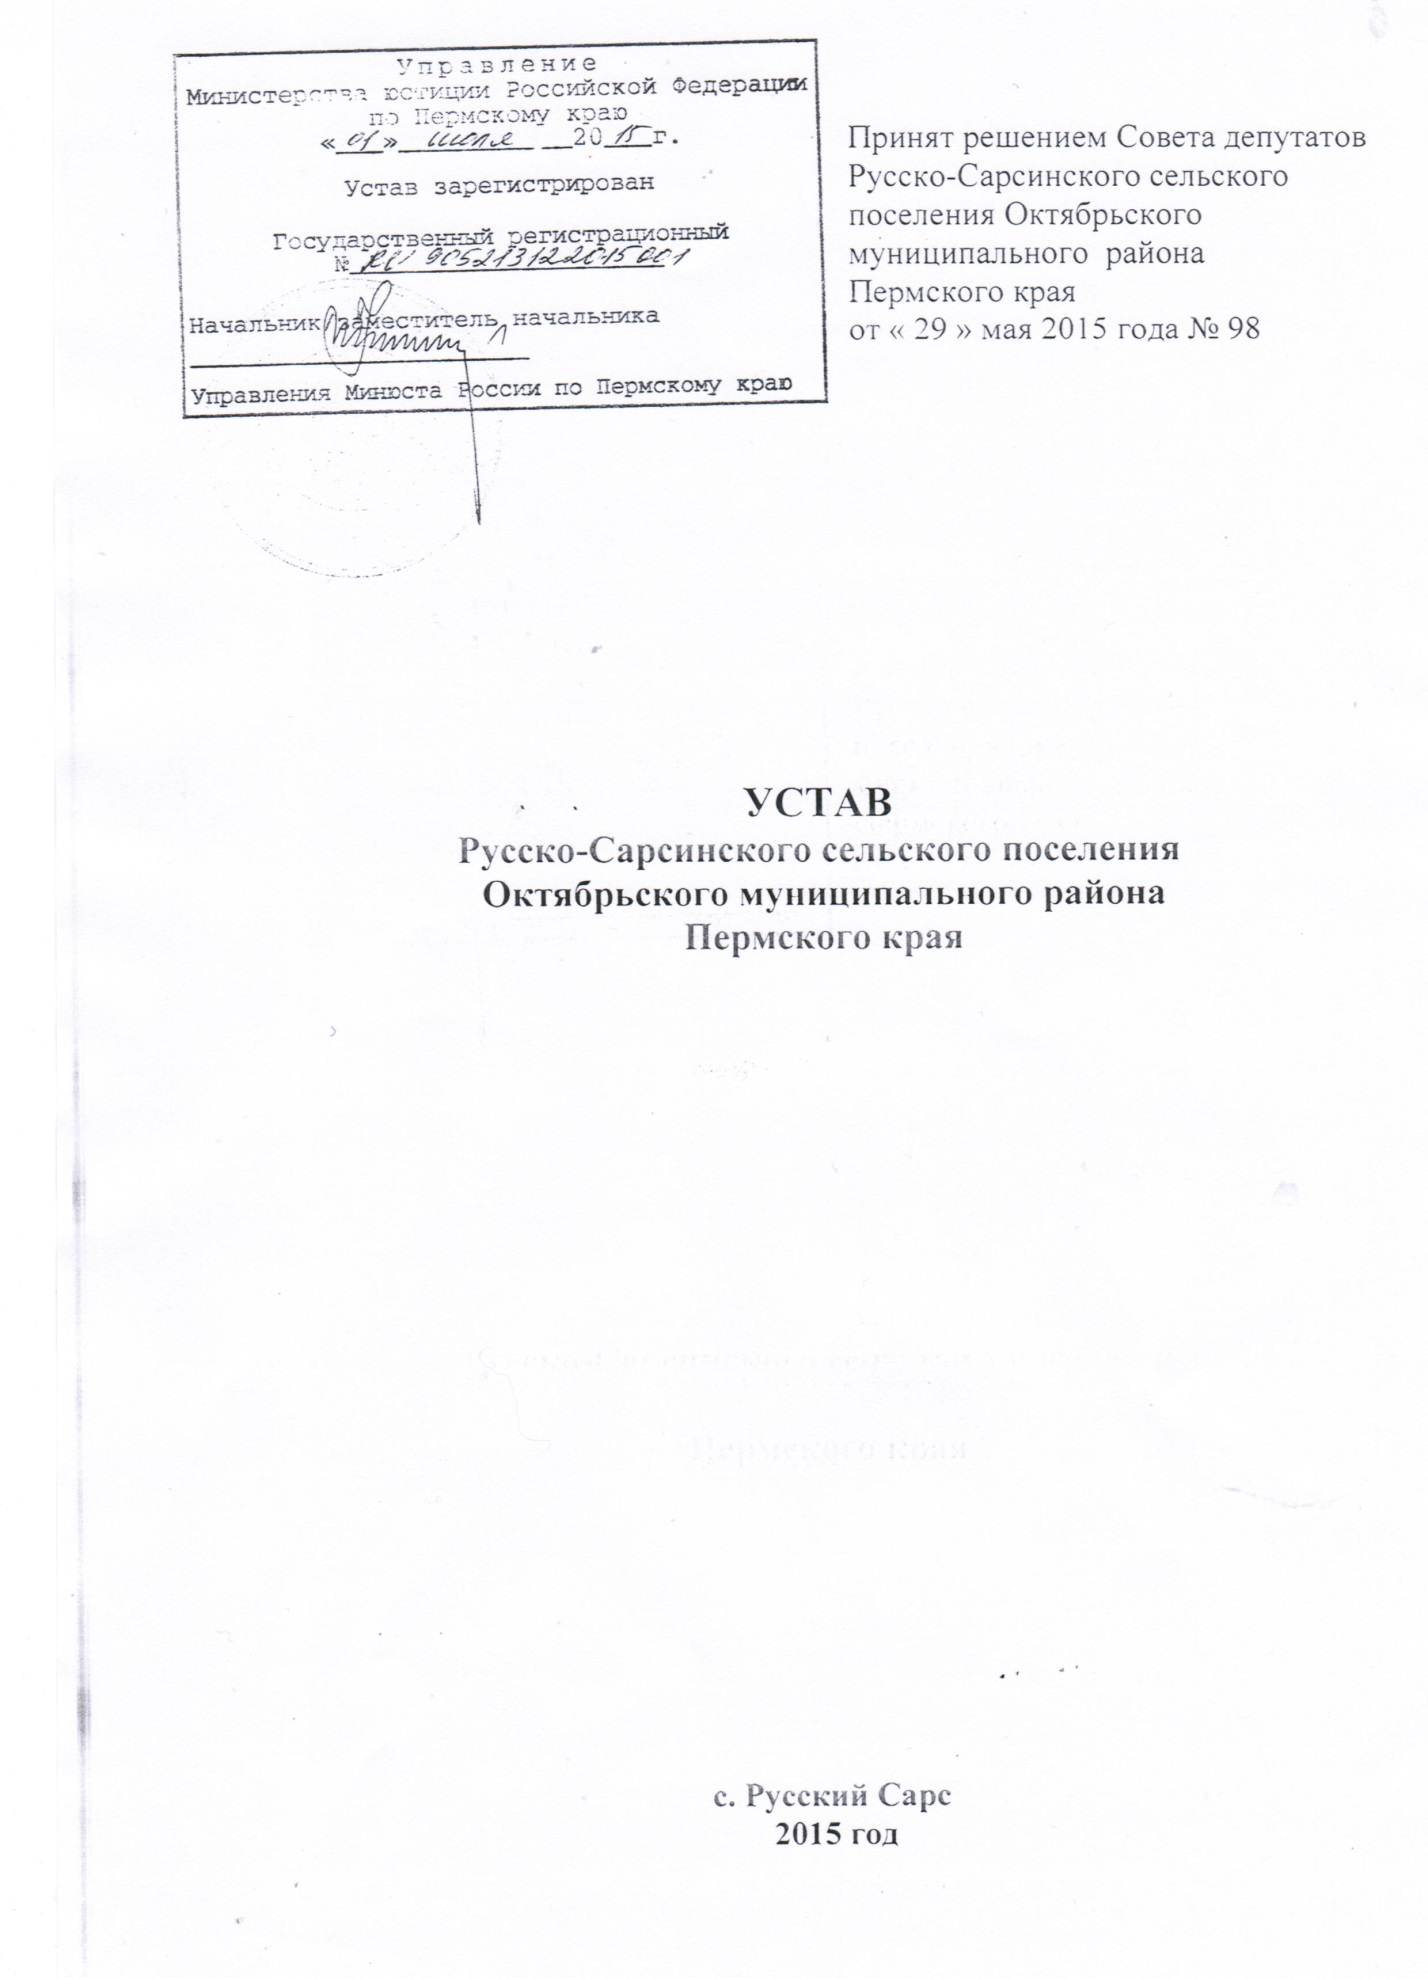 Управление
Министерства юстиции Российской Федерации
по Пермскому краю
« 01 » июля 20 15 г.
Устав зарегистрирован
Государственный регистрационный
№ RU 905213122015001
Начальник, заместитель начальника
Управления Минюста России по Пермскому краю
Принят решением Совета депутатов
Русско-Сарсинского сельского
поселения Октябрьского
муниципального района
Пермского края
от « 29 » мая 2015 года № 98
УСТАВ
Русско-Сарсинского сельского поселения
Октябрьского муниципального района
Пермского края
с. Русский Сарс
2015 год